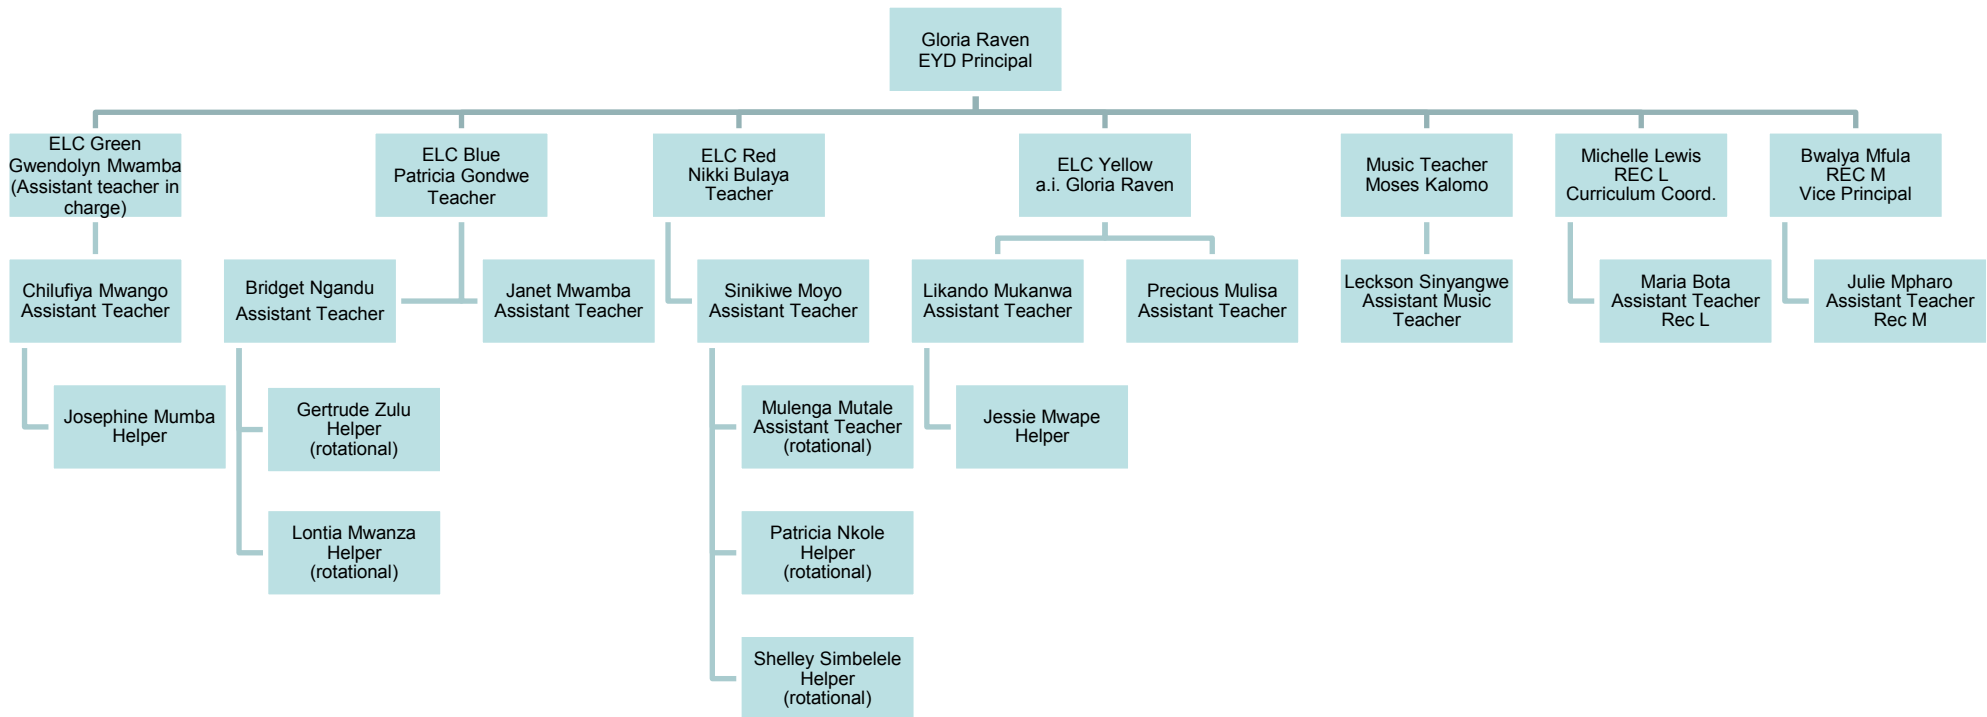 Gloria Raven
EYD Principal
ELC Green
Gwendolyn Mwamba
(Assistant teacher in
charge)
ELC Blue
Patricia Gondwe
Teacher
ELC Red
Nikki Bulaya
Teacher
ELC Yellow
a.i. Gloria Raven
Music Teacher
Moses Kalomo
Michelle Lewis
REC L
Curriculum Coord.
Bwalya Mfula
REC M
Vice Principal
Chilufiya Mwango
Assistant Teacher
Bridget Ngandu
Assistant Teacher
Janet Mwamba
Assistant Teacher
Sinikiwe Moyo
Assistant Teacher
Likando Mukanwa
Assistant Teacher
Precious Mulisa
Assistant Teacher
Leckson Sinyangwe
Assistant Music
Teacher
Maria Bota
Assistant Teacher
Rec L
Julie Mpharo
Assistant Teacher
Rec M
Josephine Mumba
Helper
Gertrude Zulu
Helper
(rotational)
Mulenga Mutale
Assistant Teacher
(rotational)
Jessie Mwape
Helper
Lontia Mwanza
Helper
(rotational)
Patricia Nkole
Helper
(rotational)
Shelley Simbelele
Helper
(rotational)